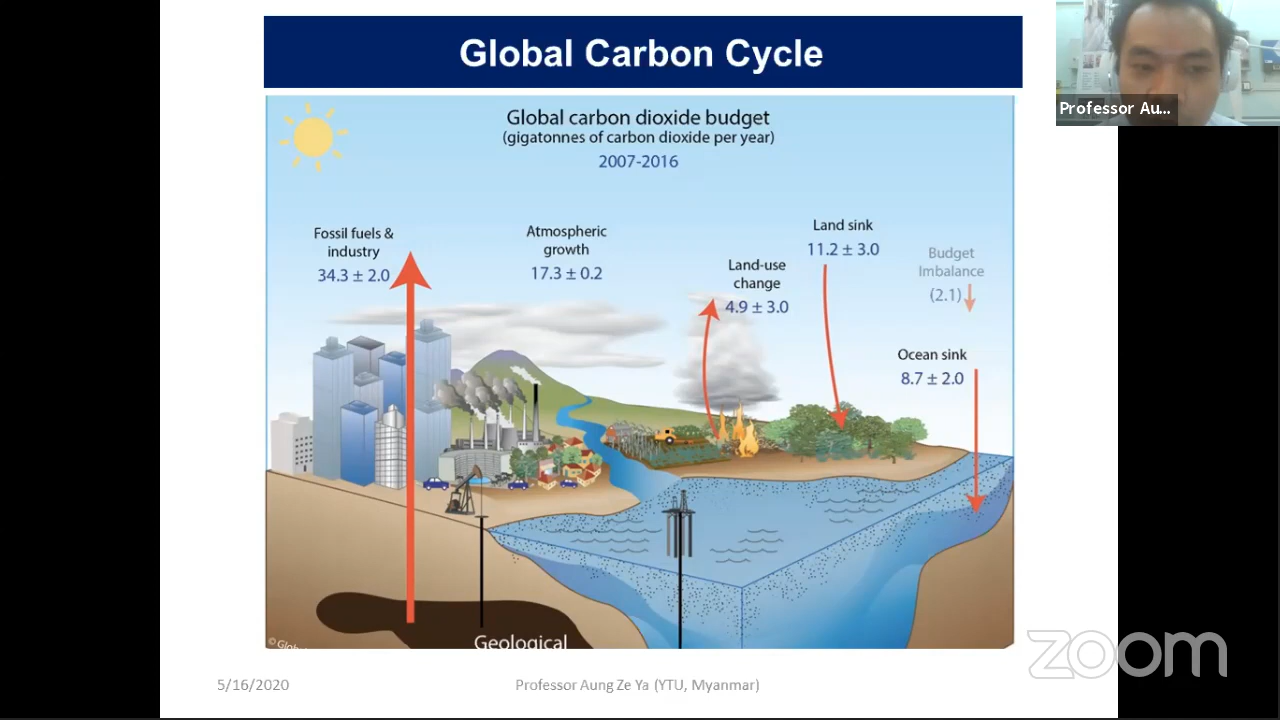 Global Carbon Cycle
Professor Au...
Global carbon dioxide budget
(gigatonnes of carbon dioxide per year)
2007-2016
Fossil fuels &
industry
34.3 ± 2.0
Atmospheric
growth
17.3 ± 0.2
Land-use
change
4.9 ± 3.0
Land sink
11.2 ± 3.0
Budget
Imbalance
(2.1)
Ocean sink
8.7 ± 2.0
Geological
zoom
5/16/2020
Professor Aung Ze Ya (YTU, Myanmar)